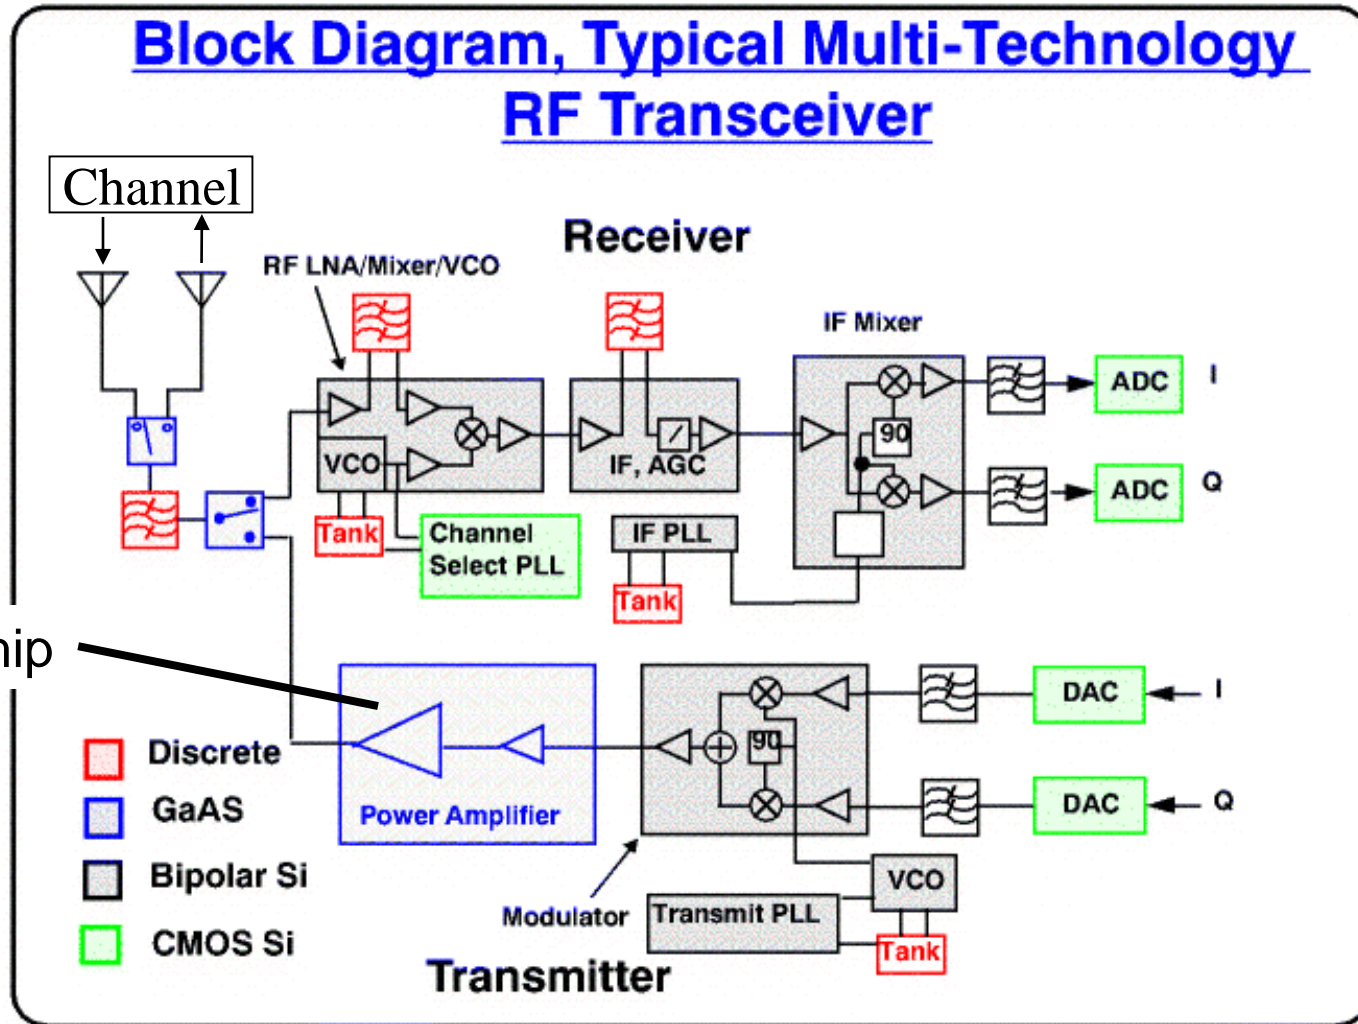 Block Diagram, Typical Multi-Technology
RF Transceiver
Channel
Receiver
RF LNA/Mixer/VCO
IF Mixer
ADC
I
90
VCO
IF, AGC
ADC
Q
Tank
Channel
Select PLL
IF PLL
Tank
DAC
I
90
Discrete
GaAS
Power Amplifier
DAC
Q
Bipolar Si
VCO
Modulator
Transmit PLL
CMOS Si
Tank
Transmitter